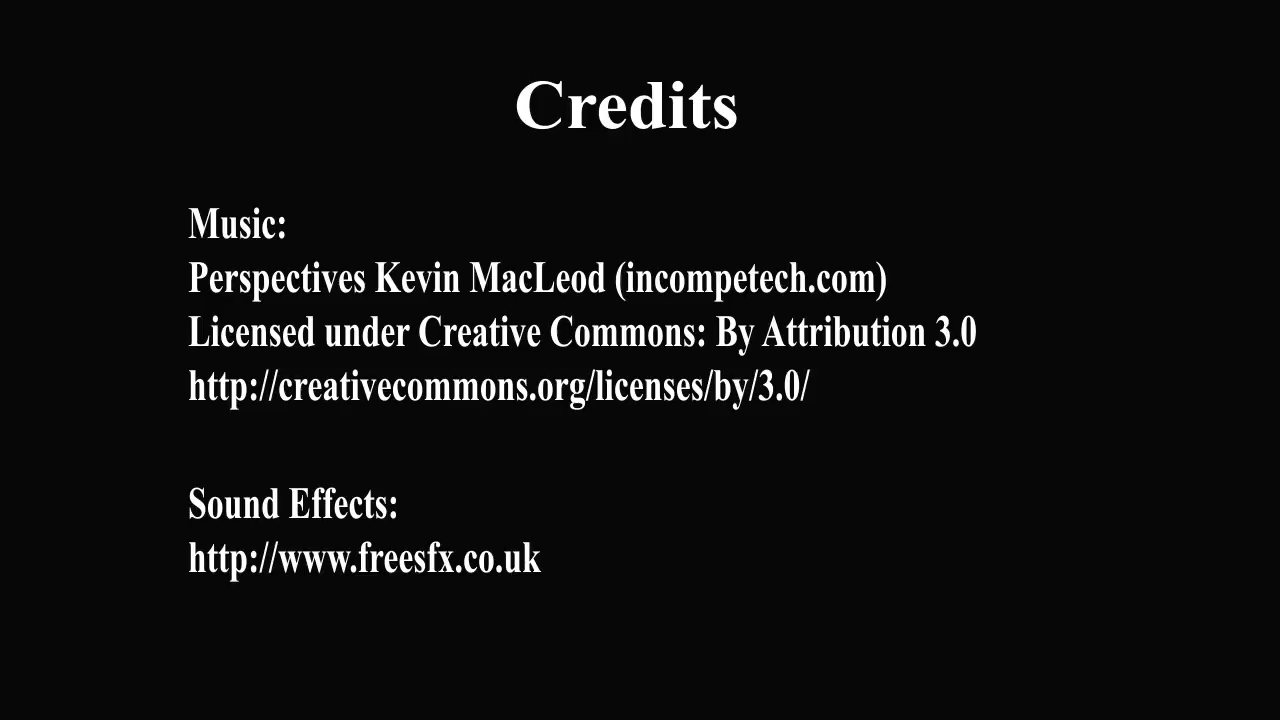 Credits
Music:
Perspectives Kevin MacLeod (incompetech.com)
Licensed under Creative Commons: By Attribution 3.0
http://creativecommons.org/licenses/by/3.0/
Sound Effects:
http://www.freesfx.co.uk